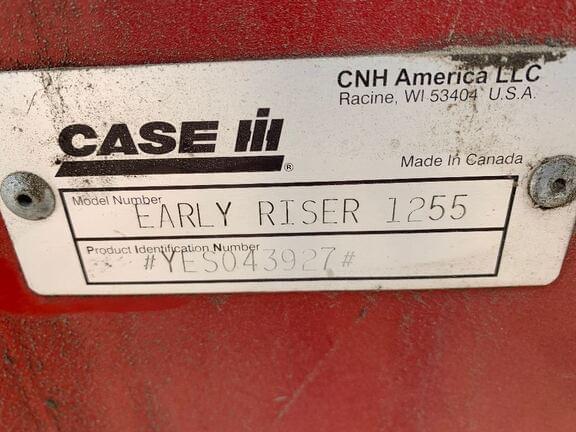 CNH America LLC
Racine, WI 53404 U.S.A.
CASE IH ®
Made In Canada
Model Number
EARLY RISER 1255
Product Identification Number
#YES043927#